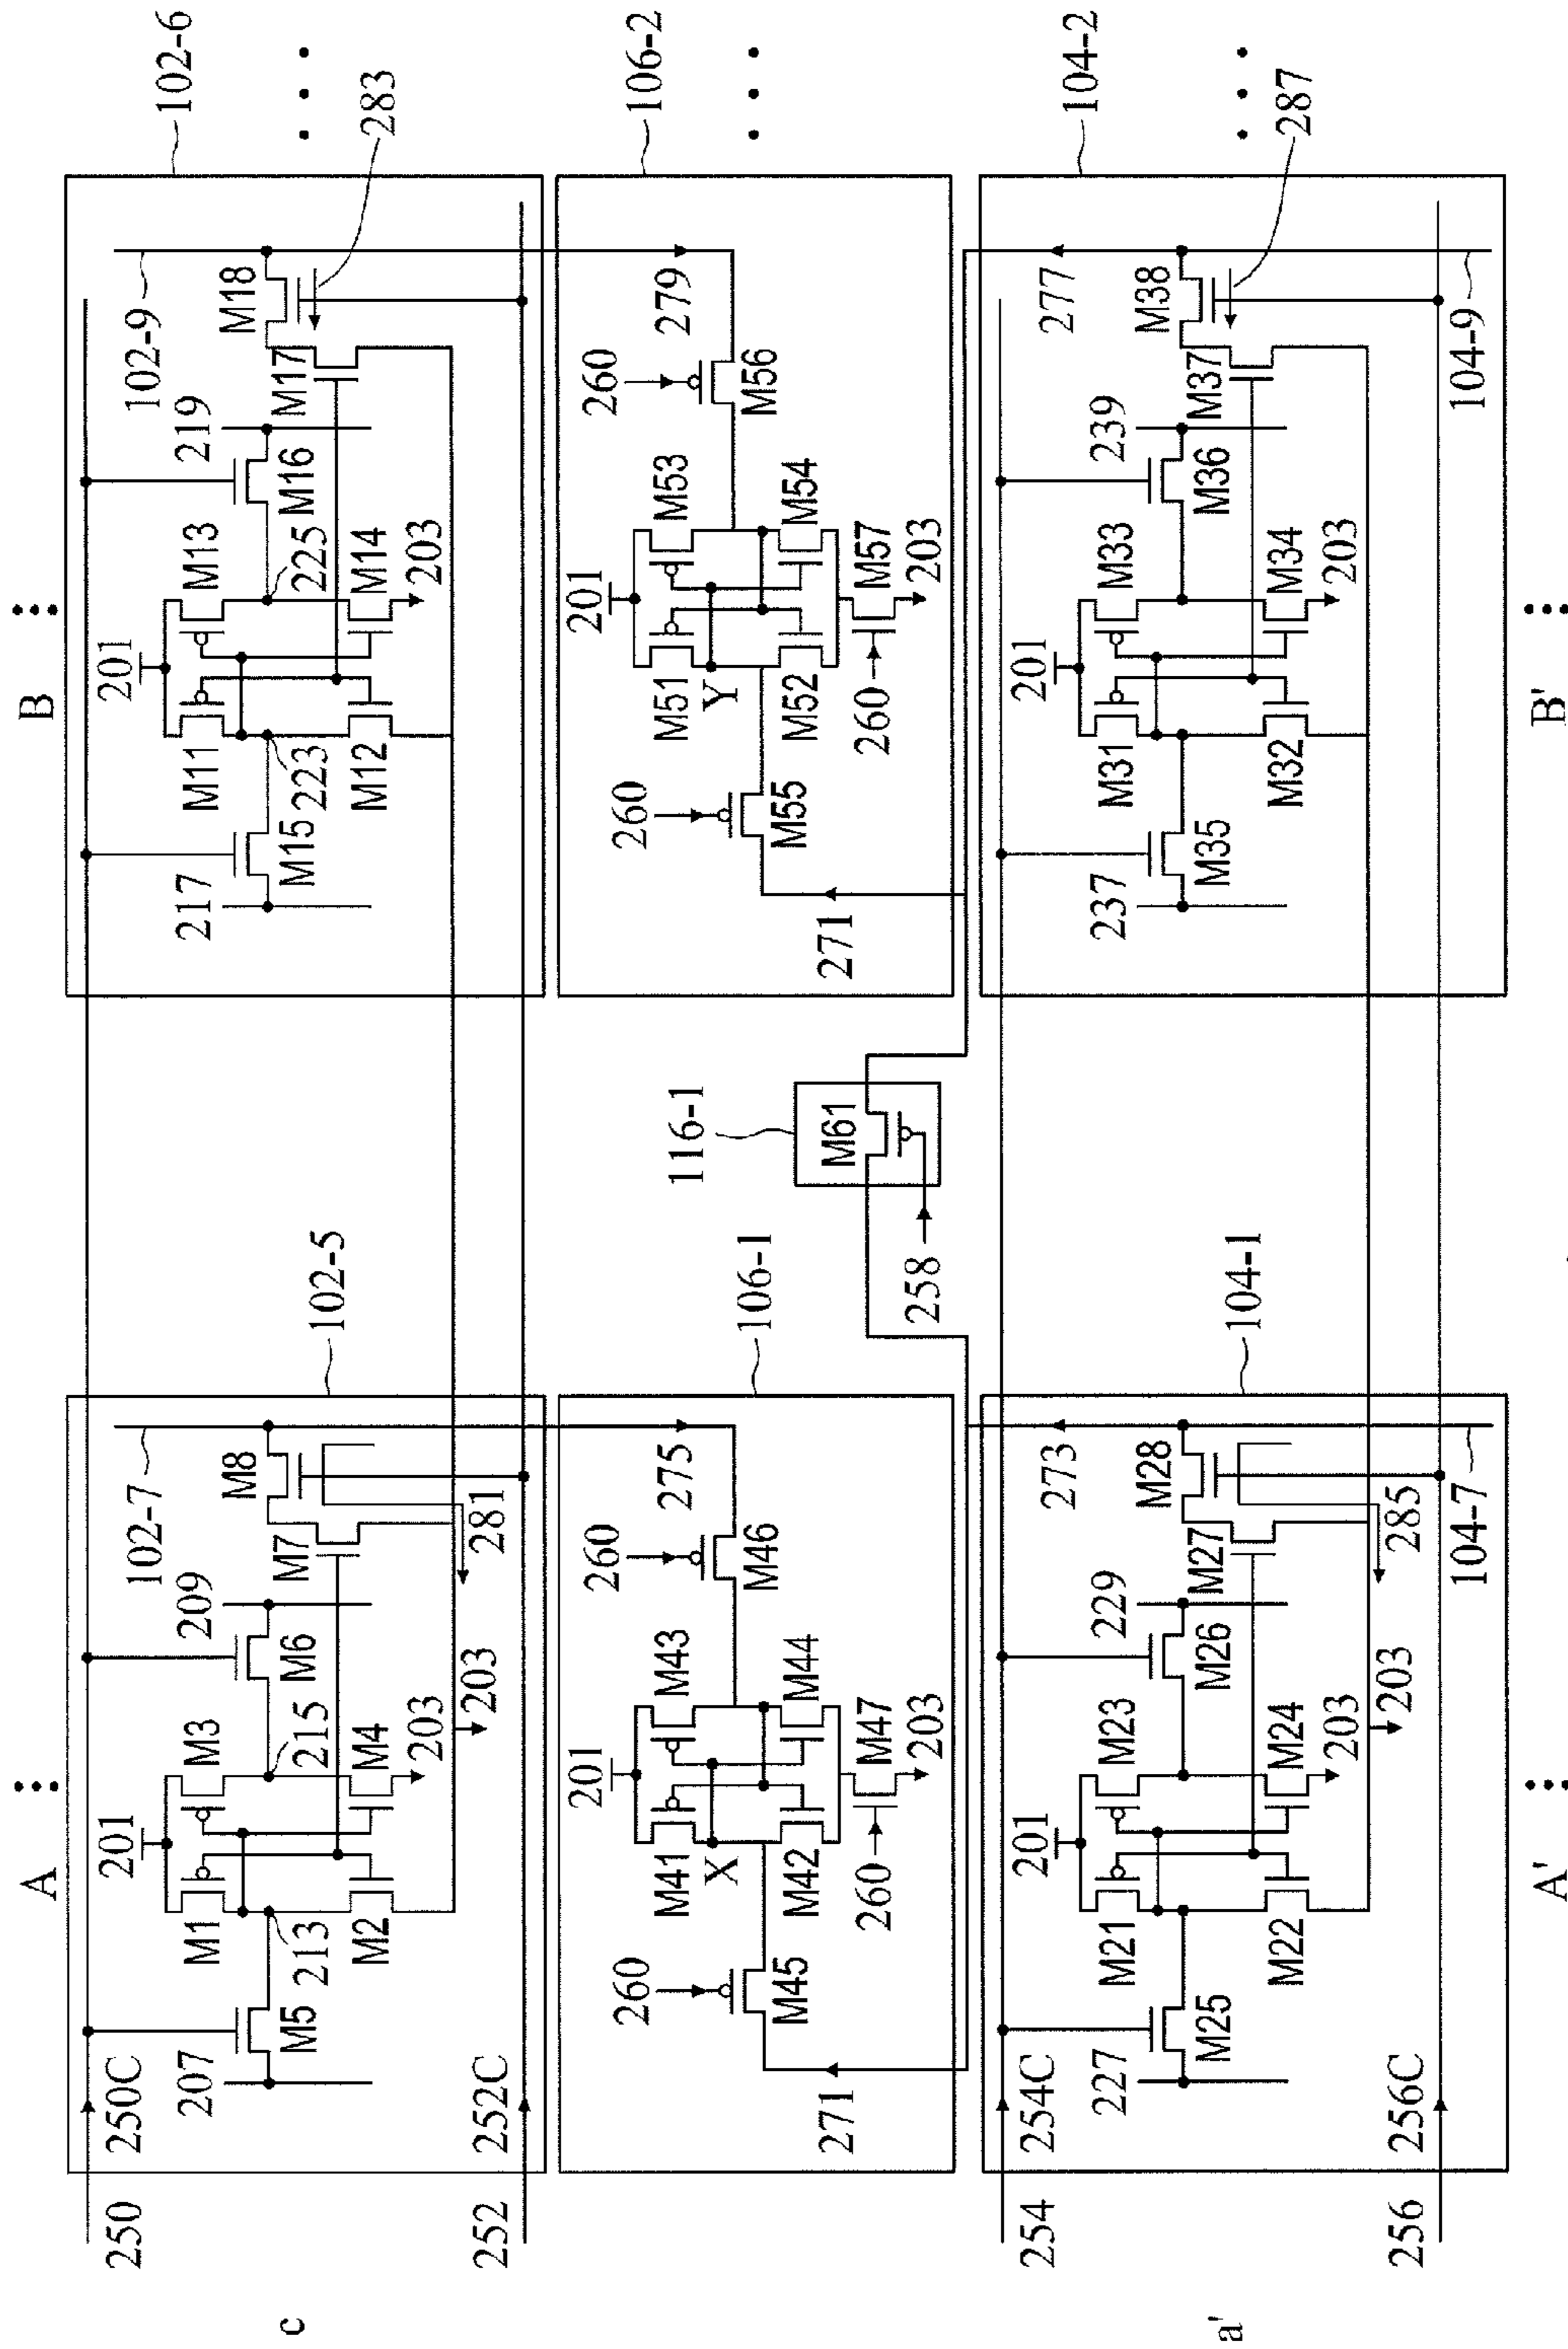 A
B
c
250
250C
207
M5
M1
213
M2
201
M3
215
M4
203
M6
209
M7
M8
102-7
281
203
252
252C
102-5
217
M15
M11
223
M12
201
M13
225
M14
203
M16
219
M17
M18
102-9
283
102-6
271
260
M45
M41
X
M42
201
M43
M44
260
M47
203
260
M46
275
106-1
116-1
M61
258
271
260
M55
M51
Y
M52
201
M53
M54
260
M57
203
260
M56
279
106-2
a'
254
254C
227
M25
M21
M22
201
M23
M24
203
M26
229
M27
M28
273
285
203
104-7
256
256C
104-1
237
M35
M31
M32
201
M33
M34
203
M36
239
M37
M38
277
287
104-9
104-2
A'
B'